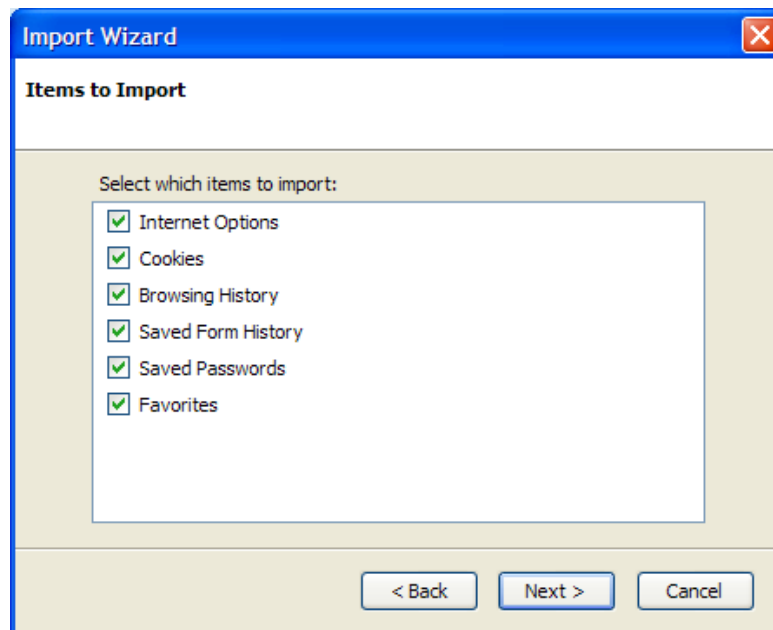 Import Wizard
Items to Import
Select which items to import:
Internet Options
Cookies
Browsing History
Saved Form History
Saved Passwords
Favorites
< Back
Next >
Cancel